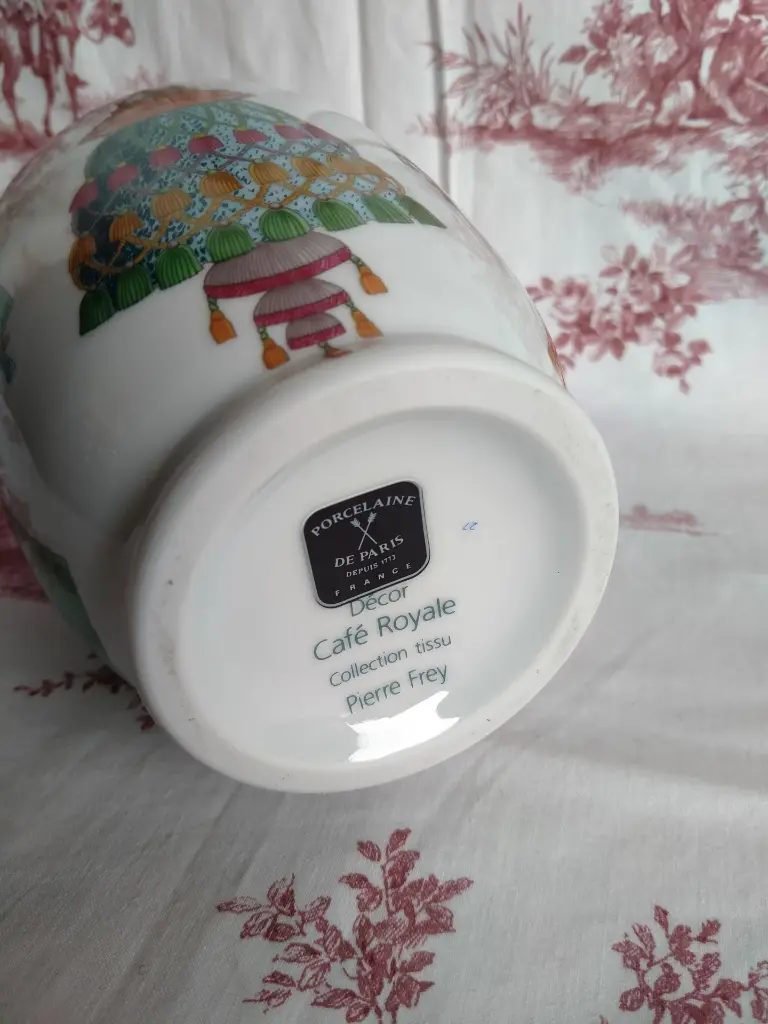 PORCELAINE
DE PARIS
DEPUIS 1773
FRANCE
Décor
Café Royale
Collection tissu
Pierre Frey